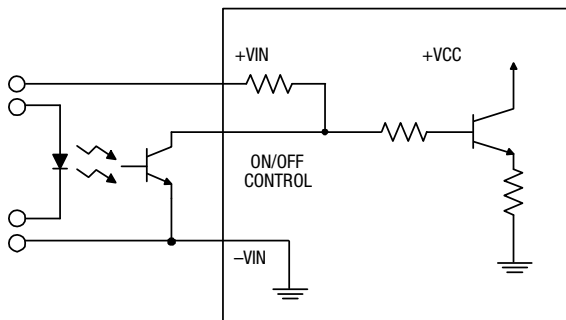 +VIN
+VCC
ON/OFF
CONTROL
–VIN